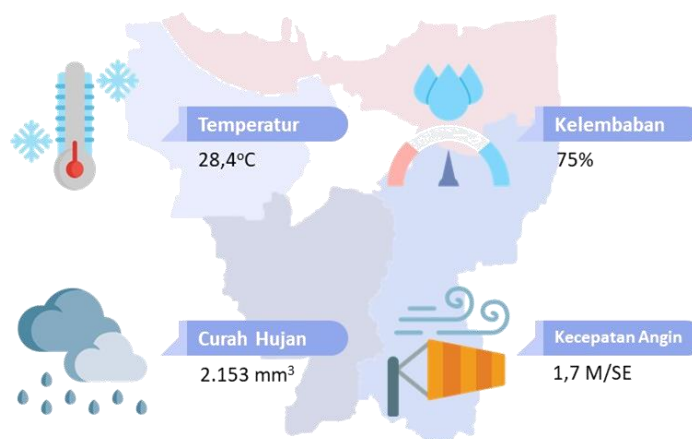 Temperatur
28,4°C
Kelembaban
75%
Curah Hujan
2.153 mm³
Kecepatan Angin
1,7 M/SE